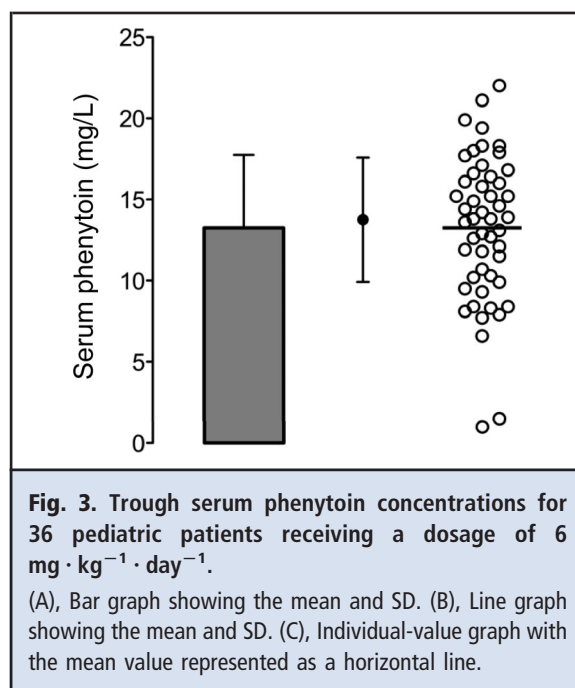 25
20
15
10
5
0
Serum phenytoin (mg/L)
Fig. 3. Trough serum phenytoin concentrations for
36 pediatric patients receiving a dosage of 6
mg · kg⁻¹ · day⁻¹.
(A), Bar graph showing the mean and SD. (B), Line graph
showing the mean and SD. (C), Individual-value graph with
the mean value represented as a horizontal line.